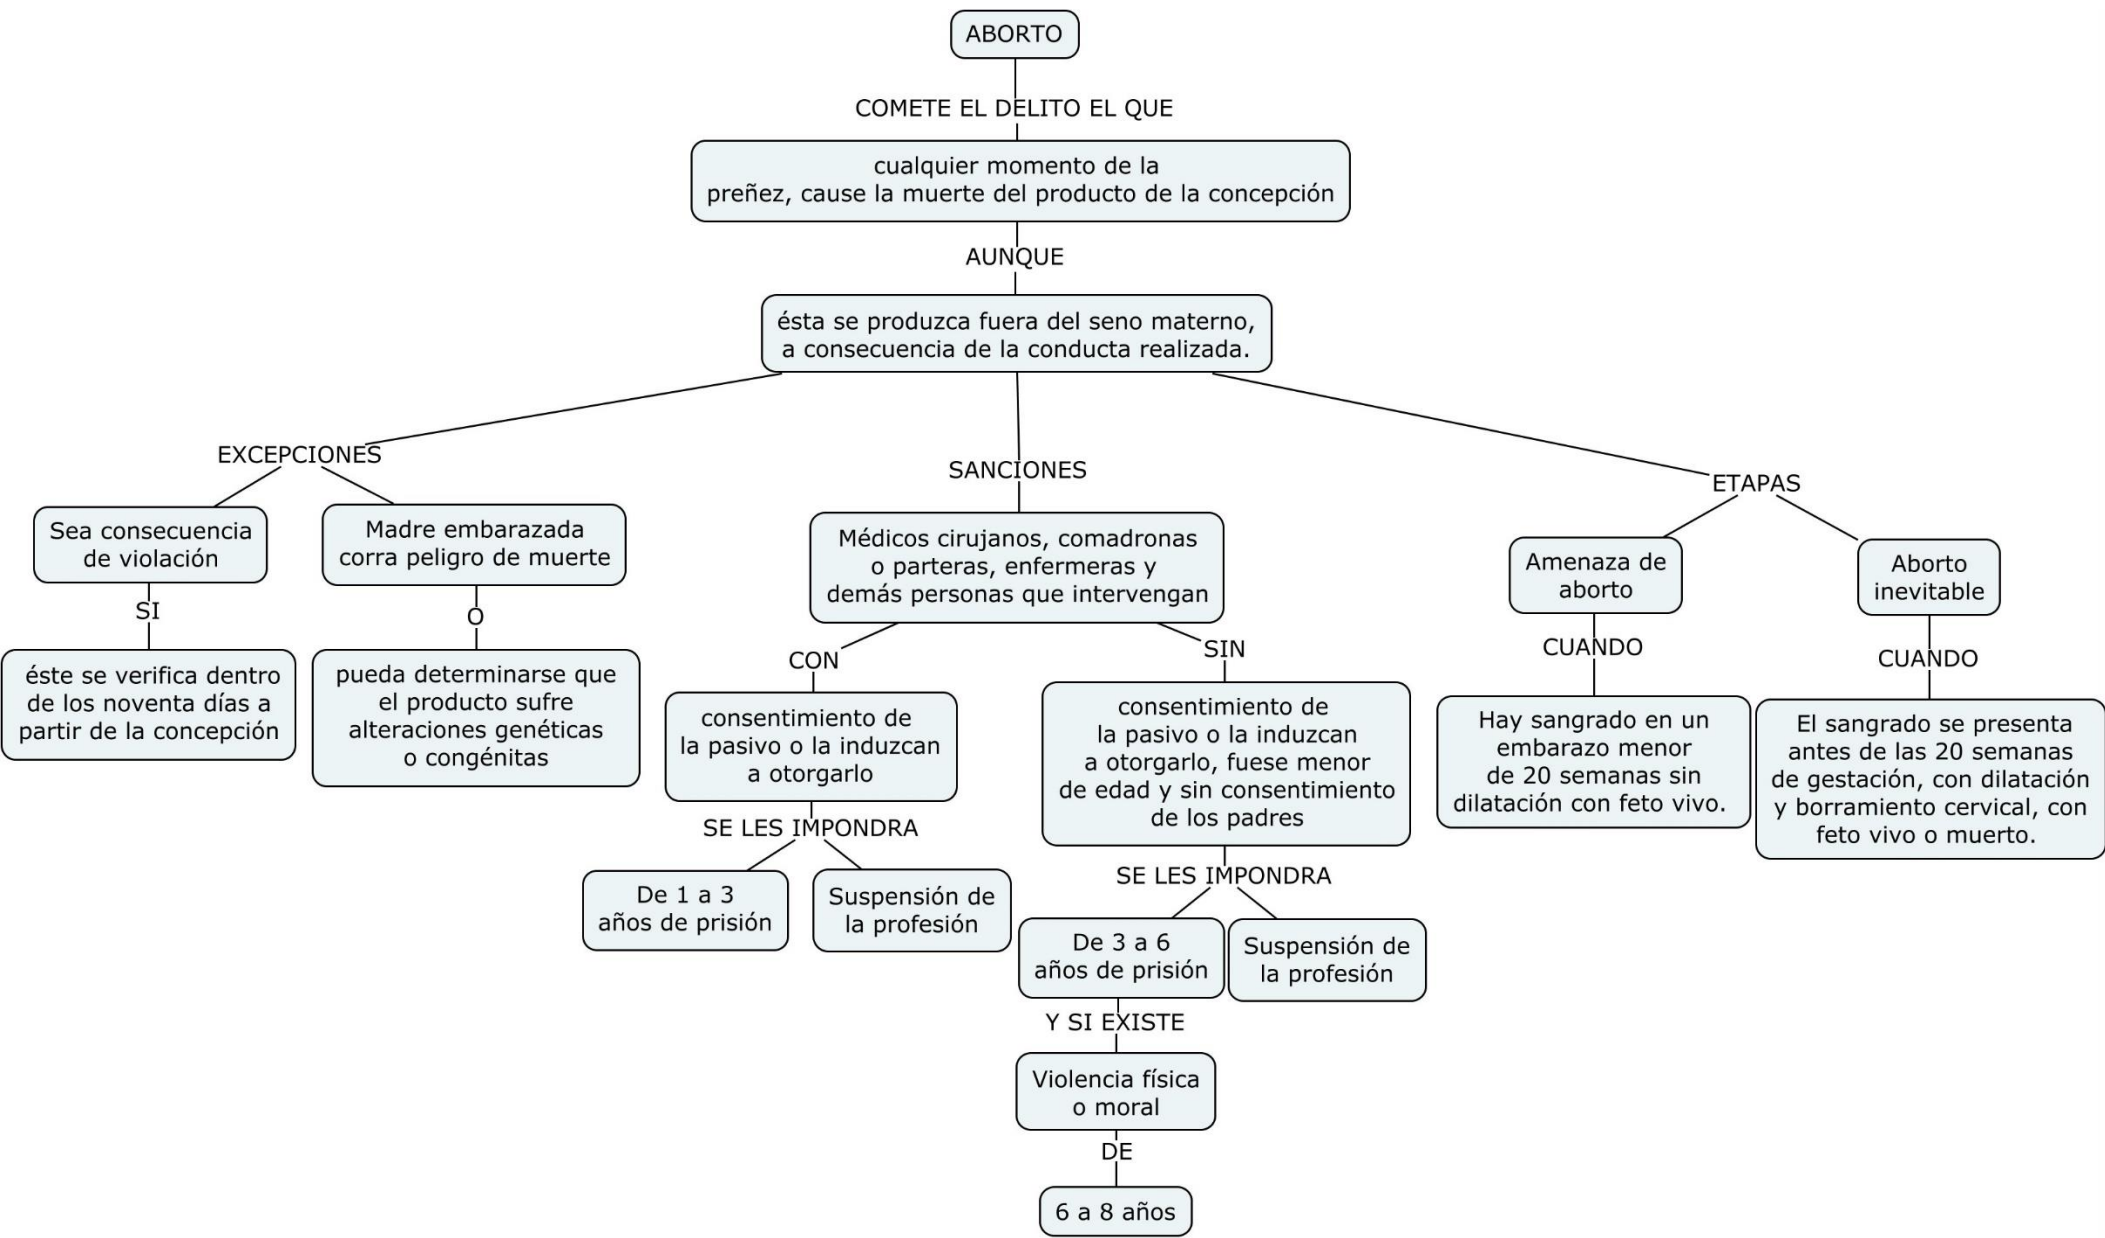 ABORTO
COMETE EL DELITO EL QUE
cualquier momento de la
preñez, cause la muerte del producto de la concepción
AUNQUE
ésta se produzca fuera del seno materno,
a consecuencia de la conducta realizada.
EXCEPCIONES
Sea consecuencia
de violación
SI
éste se verifica dentro
de los noventa días a
partir de la concepción
Madre embarazada
corra peligro de muerte
O
pueda determinarse que
el producto sufre
alteraciones genéticas
o congénitas
SANCIONES
Médicos cirujanos, comadronas
o parteras, enfermeras y
demás personas que intervengan
CON
consentimiento de
la pasivo o la induzcan
a otorgarlo
SE LES IMPONDRA
De 1 a 3
años de prisión
Suspensión de
la profesión
SIN
consentimiento de
la pasivo o la induzcan
a otorgarlo, fuese menor
de edad y sin consentimiento
de los padres
SE LES IMPONDRA
De 3 a 6
años de prisión
Suspensión de
la profesión
Y SI EXISTE
Violencia física
o moral
DE
6 a 8 años
ETAPAS
Amenaza de
aborto
CUANDO
Hay sangrado en un
embarazo menor
de 20 semanas sin
dilatación con feto vivo.
Aborto
inevitable
CUANDO
El sangrado se presenta
antes de las 20 semanas
de gestación, con dilatación
y borramiento cervical, con
feto vivo o muerto.